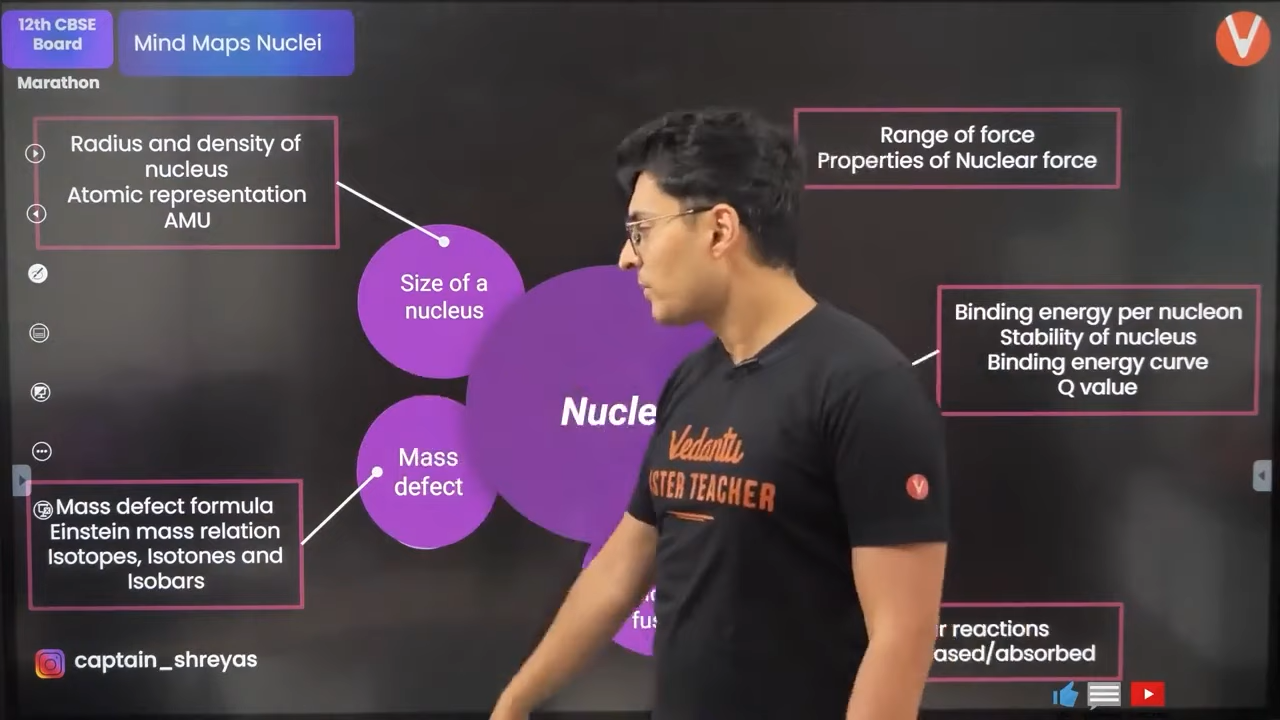 12th CBSE
Board
Marathon
Mind Maps Nuclei
Radius and density of
nucleus
Atomic representation
AMU
Range of force
Properties of Nuclear force
Size of a
nucleus
Binding energy per nucleon
Stability of nucleus
Binding energy curve
Q value
Mass
defect
Vedantu
TEACHER
Mass defect formula
Einstein mass relation
Isotopes, Isotones and
Isobars
reactions
captain_shreyas